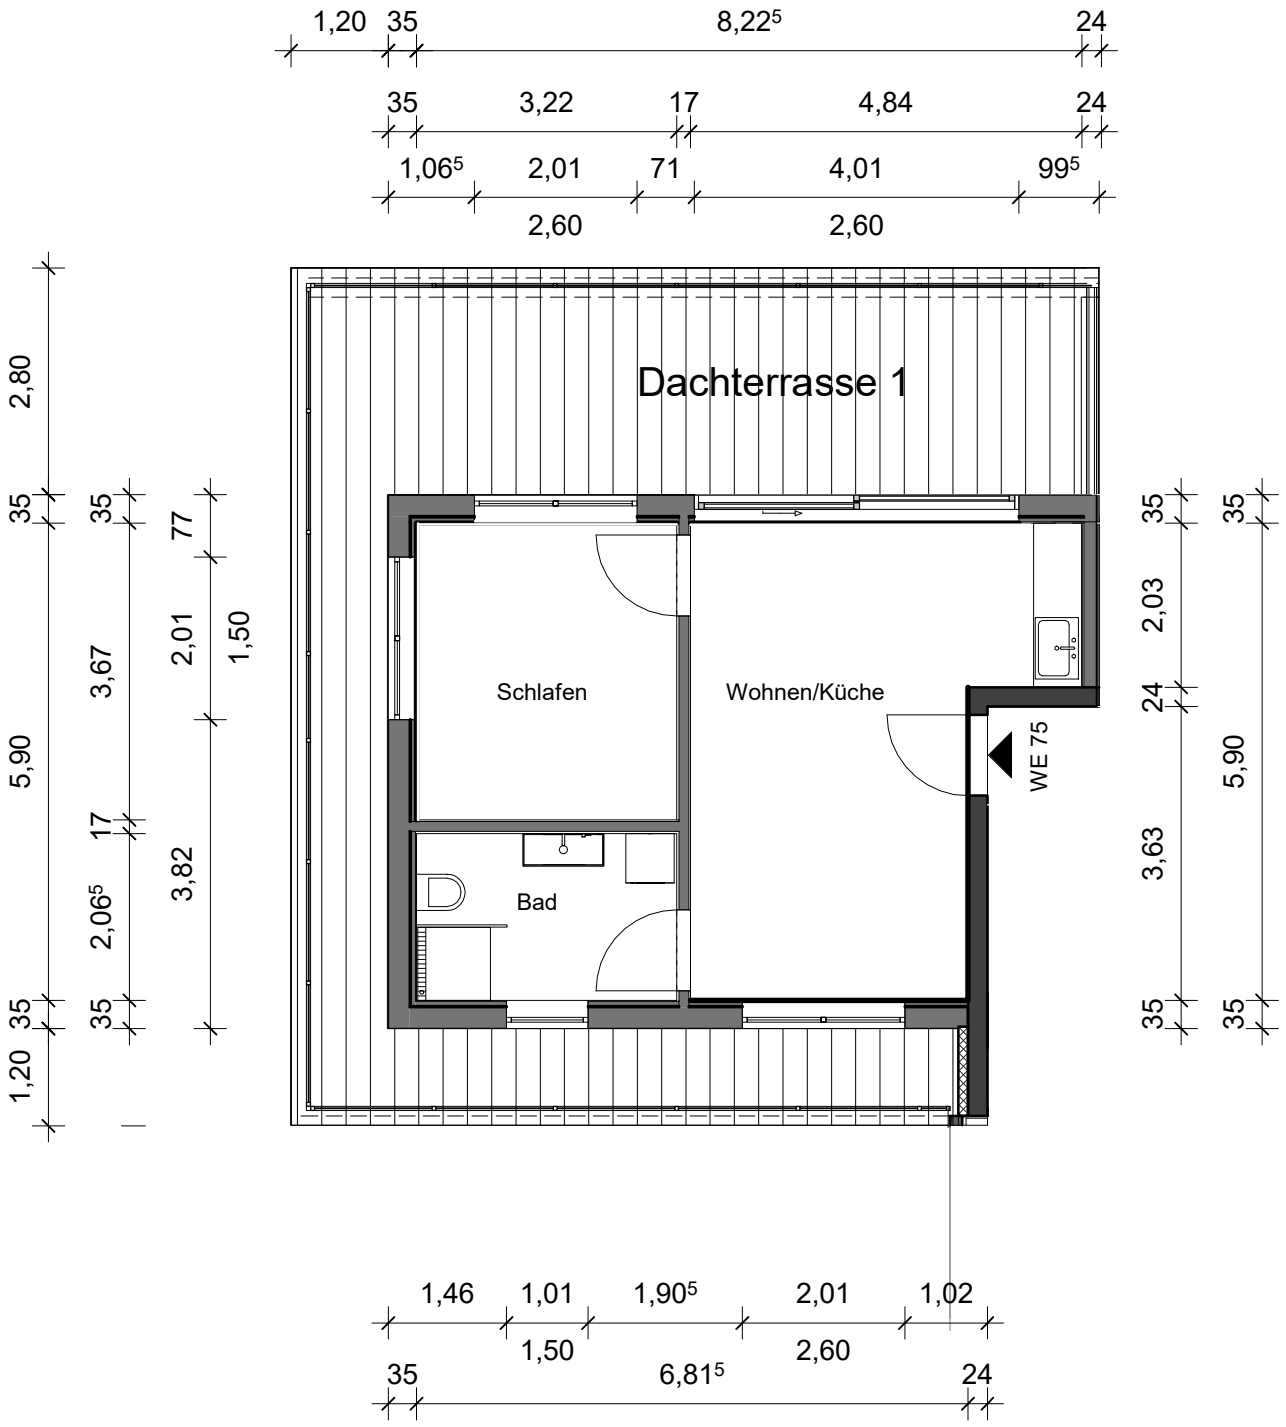 1,20 35 8,22⁵ 24
35 3,22 17 4,84 24
1,06⁵ 2,01 71 4,01 99⁵
2,60 2,60
Dachterrasse 1
2,80
35
5,90
35
1,20
35
3,67
17
2,06⁵
35
77
2,01
1,50
3,82
Schlafen
Wohnen/Küche
Bad
WE 75
35
2,03
24
3,63
35
35
5,90
35
1,46 1,01 1,90⁵ 2,01 1,02
1,50 2,60
35 6,81⁵ 24